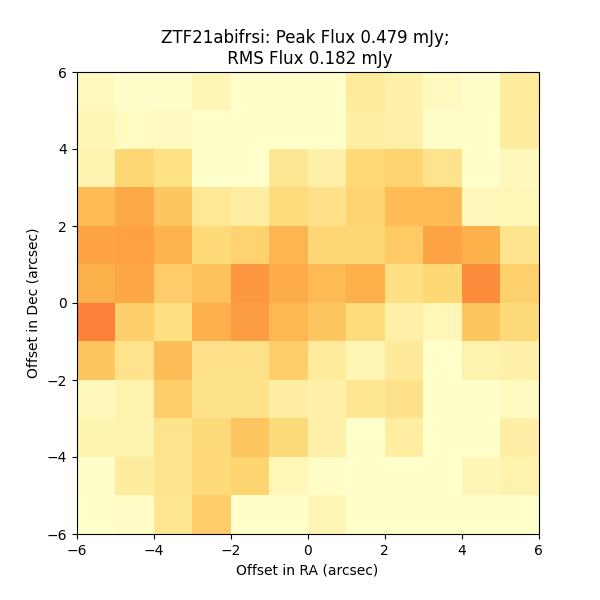 ZTF21abifrsi: Peak Flux 0.479 mJy;
RMS Flux 0.182 mJy
6
4
2
0
−2
−4
−6
Offset in Dec (arcsec)
−6 −4 −2 0 2 4 6
Offset in RA (arcsec)